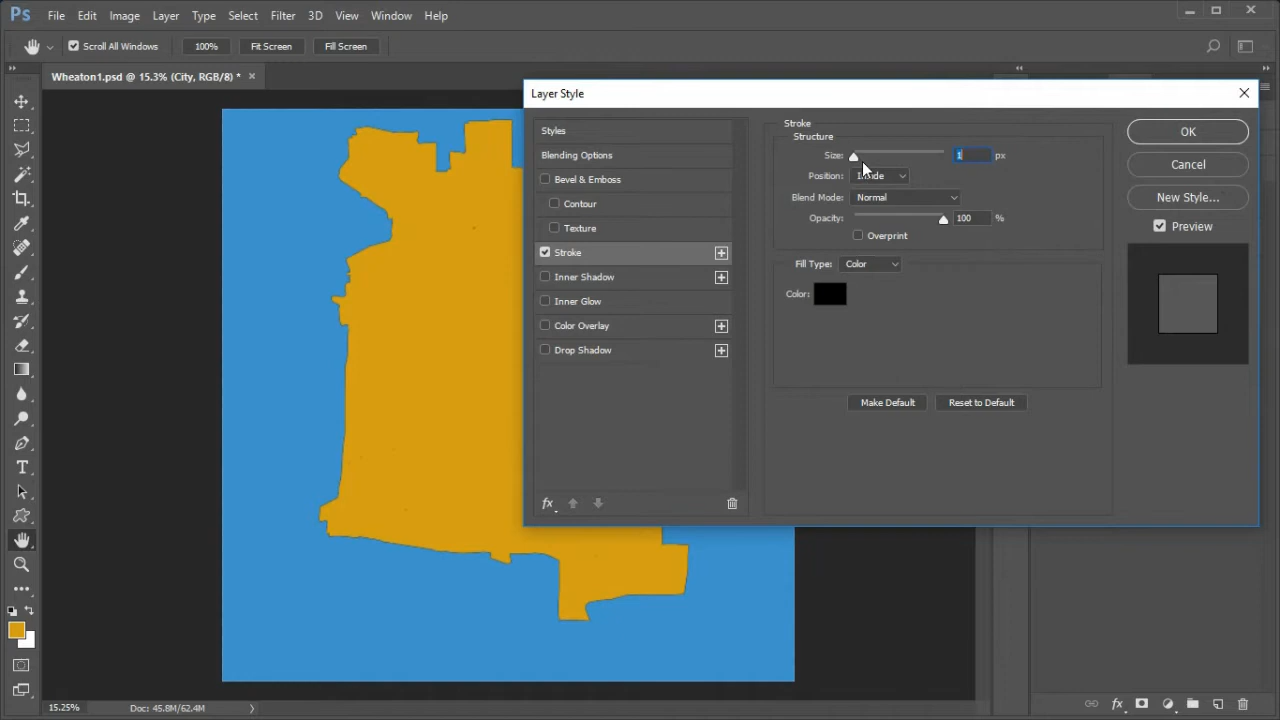 Ps File Edit Image Layer Type Select Filter 3D View Window Help
Scroll All Windows 100% Fit Screen Fill Screen
Wheaton1.psd @ 15.3% (City, RGB/8) *
Layer Style
Styles
Blending Options
Bevel & Emboss
Contour
Texture
Stroke
Inner Shadow
Inner Glow
Color Overlay
Drop Shadow
fx
Stroke
Structure
Size: 1 px
Position: Inside
Blend Mode: Normal
Opacity: 100 %
Overprint
Fill Type: Color
Color:
Make Default Reset to Default
OK
Cancel
New Style...
Preview
15.25% Doc: 45.8M/62.4M
fx